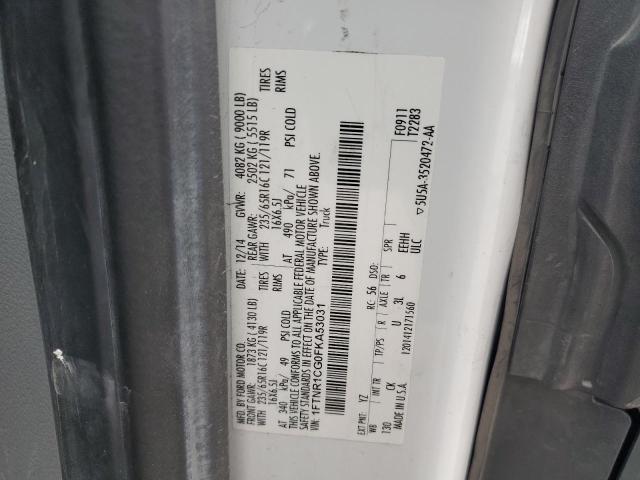 MFD. BY FORD MOTOR CO.
DATE: 12/14 GVWR: 4082 KG ( 9000 LB)
FRONT GAWR: 1873 KG ( 4130 LB) REAR GAWR: 2502 KG ( 5515 LB)
235/65R16C 121/119R TIRES WITH 235/65R16C 121/119R TIRES
16X6.5J RIMS 16X6.5J RIMS
AT 340 kPa/ 49 PSI COLD AT 490 kPa/ 71 PSI COLD
THIS VEHICLE CONFORMS TO ALL APPLICABLE FEDERAL MOTOR VEHICLE
SAFETY STANDARDS IN EFFECT ON THE DATE OF MANUFACTURE SHOWN ABOVE.
VIN: 1FTNR1CG0FKA53031 TYPE: Truck
F0911
T2283
EXT PNT: YZ RC: 56 DSO:
WB INT TR TP/PS R AXLE TR SPR
130 CK U 3L 6 EEHH
MADE IN U.S.A. ULC
1201412171560 5U5A-3520472-AA